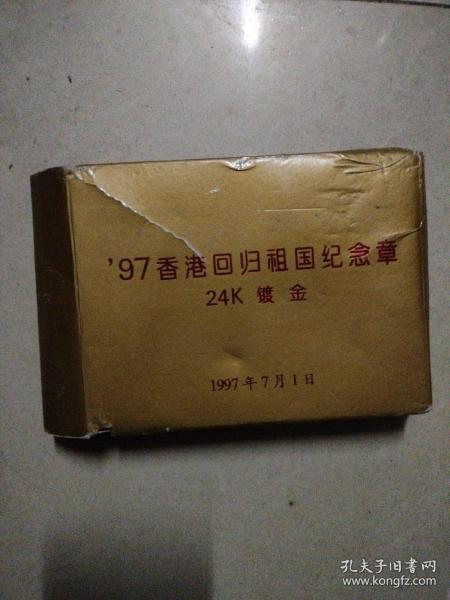 '97香港回归祖国纪念章
24K 镀金
1997年7月1日
孔夫子旧书网
www.kongfz.com